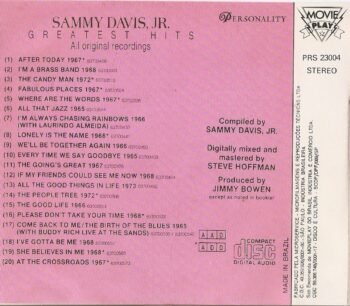 SAMMY DAVIS, JR.
GREATEST HITS
All original recordings
PERSONALITY
MOVIE
PLAY
PRS 23004
STEREO
(1) AFTER TODAY 1967*
(2) I'M A BRASS BAND 1968
(3) THE CANDY MAN 1972*
(4) FABULOUS PLACES 1967*
(5) WHERE ARE THE WORDS 1967*
(6) ALL THAT JAZZ 1965
(7) I'M ALWAYS CHASING RAINBOWS 1966
(WITH LAURINDO ALMEIDA)
(8) LONELY IS THE NAME 1968*
(9) WE'LL BE TOGETHER AGAIN 1966
(10) EVERY TIME WE SAY GOODBYE 1965
(11) THE GOING'S GREAT 1967
(12) IF MY FRIENDS COULD SEE ME NOW 1968
(13) ALL THE GOOD THINGS IN LIFE 1973
(14) THE PEOPLE TREE 1972*
(15) THE GOOD LIFE 1966
(16) PLEASE DON'T TAKE YOUR TIME 1968*
(17) COME BACK TO ME/THE BIRTH OF THE BLUES 1965
(WITH BUDDY RICH LIVE AT THE SANDS)
(18) I'VE GOTTA BE ME 1968
(19) SHE BELIEVES IN ME 1968
(20) AT THE CROSSROADS 1967*
Compiled by
SAMMY DAVIS, JR.
Digitally mixed and
mastered by
STEVE HOFFMAN
Produced by
JIMMY BOWEN
except as noted in booklet
AAD
ADD
COMPACT
disc
DIGITAL AUDIO
MADE IN BRAZIL